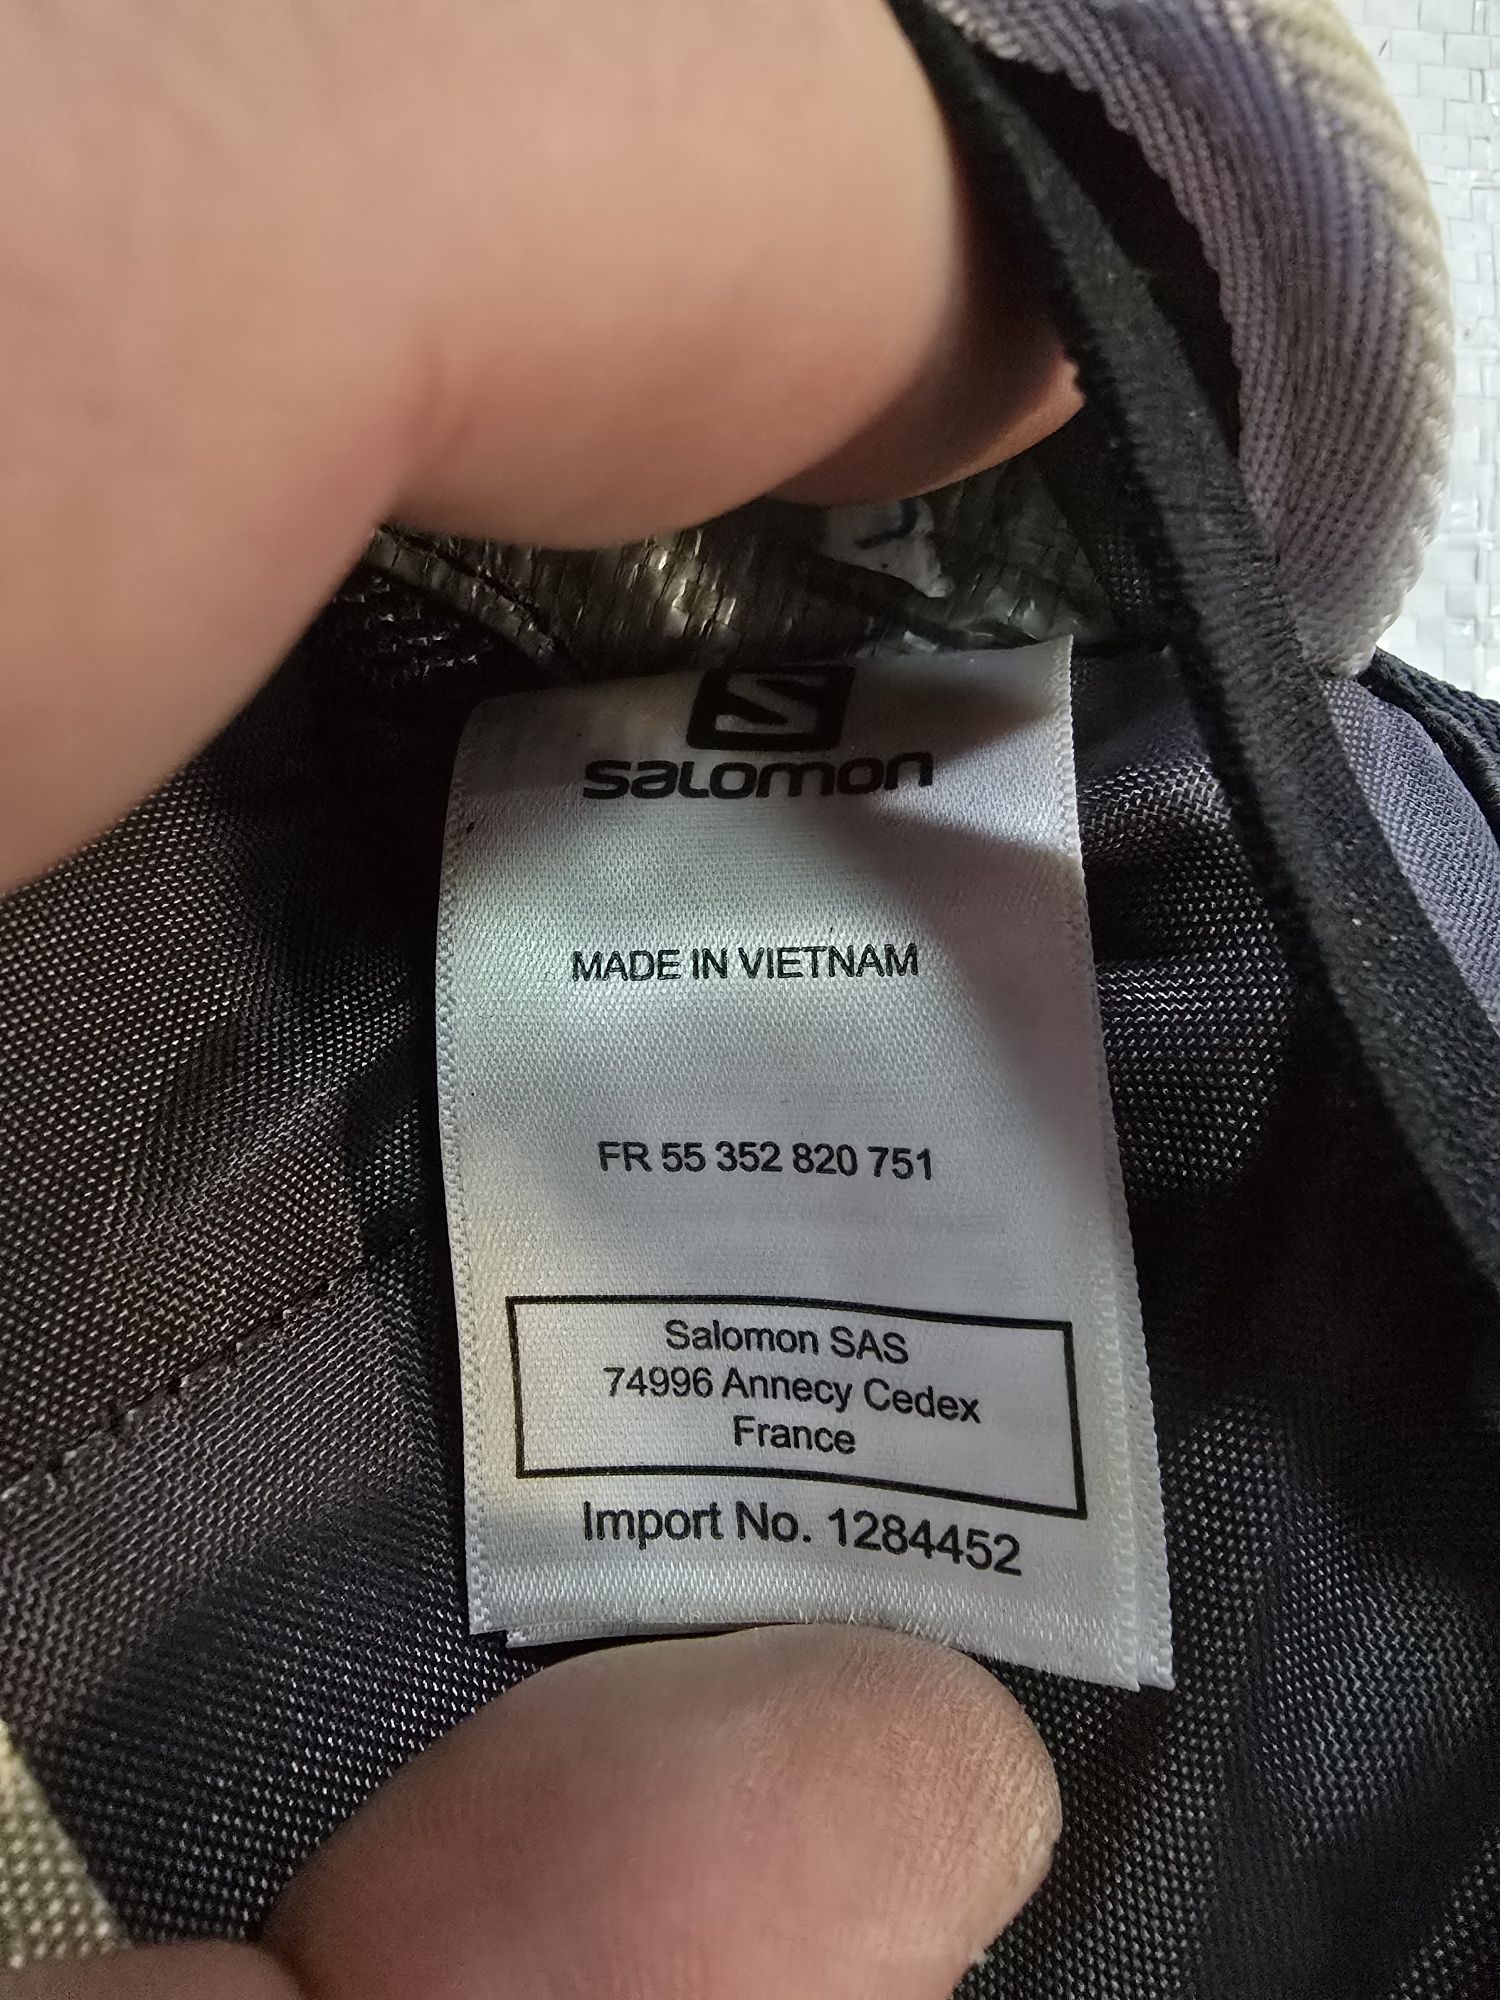 S
salomon
MADE IN VIETNAM
FR 55 352 820 751
Salomon SAS
74996 Annecy Cedex
France
Import No. 1284452